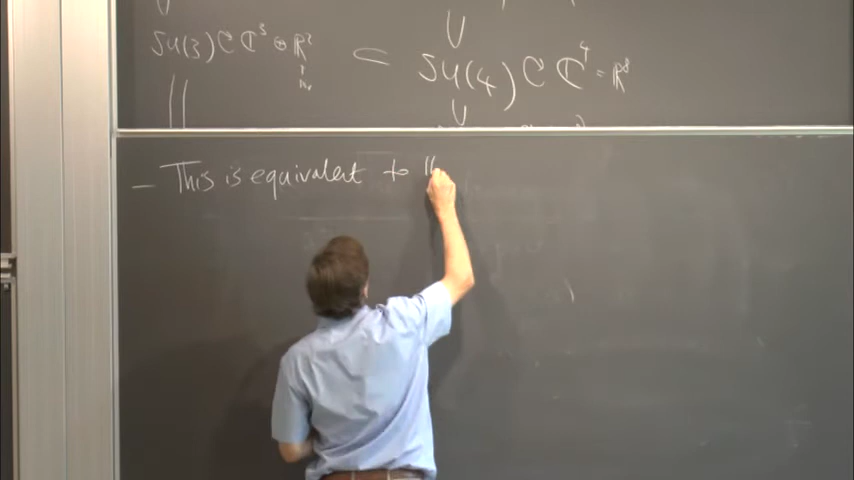 SU(3) C ℂ³ ⊕ ℝ² ⊂ SU(4) C ℂ⁴ = ℝ⁸
— This is equivalent to